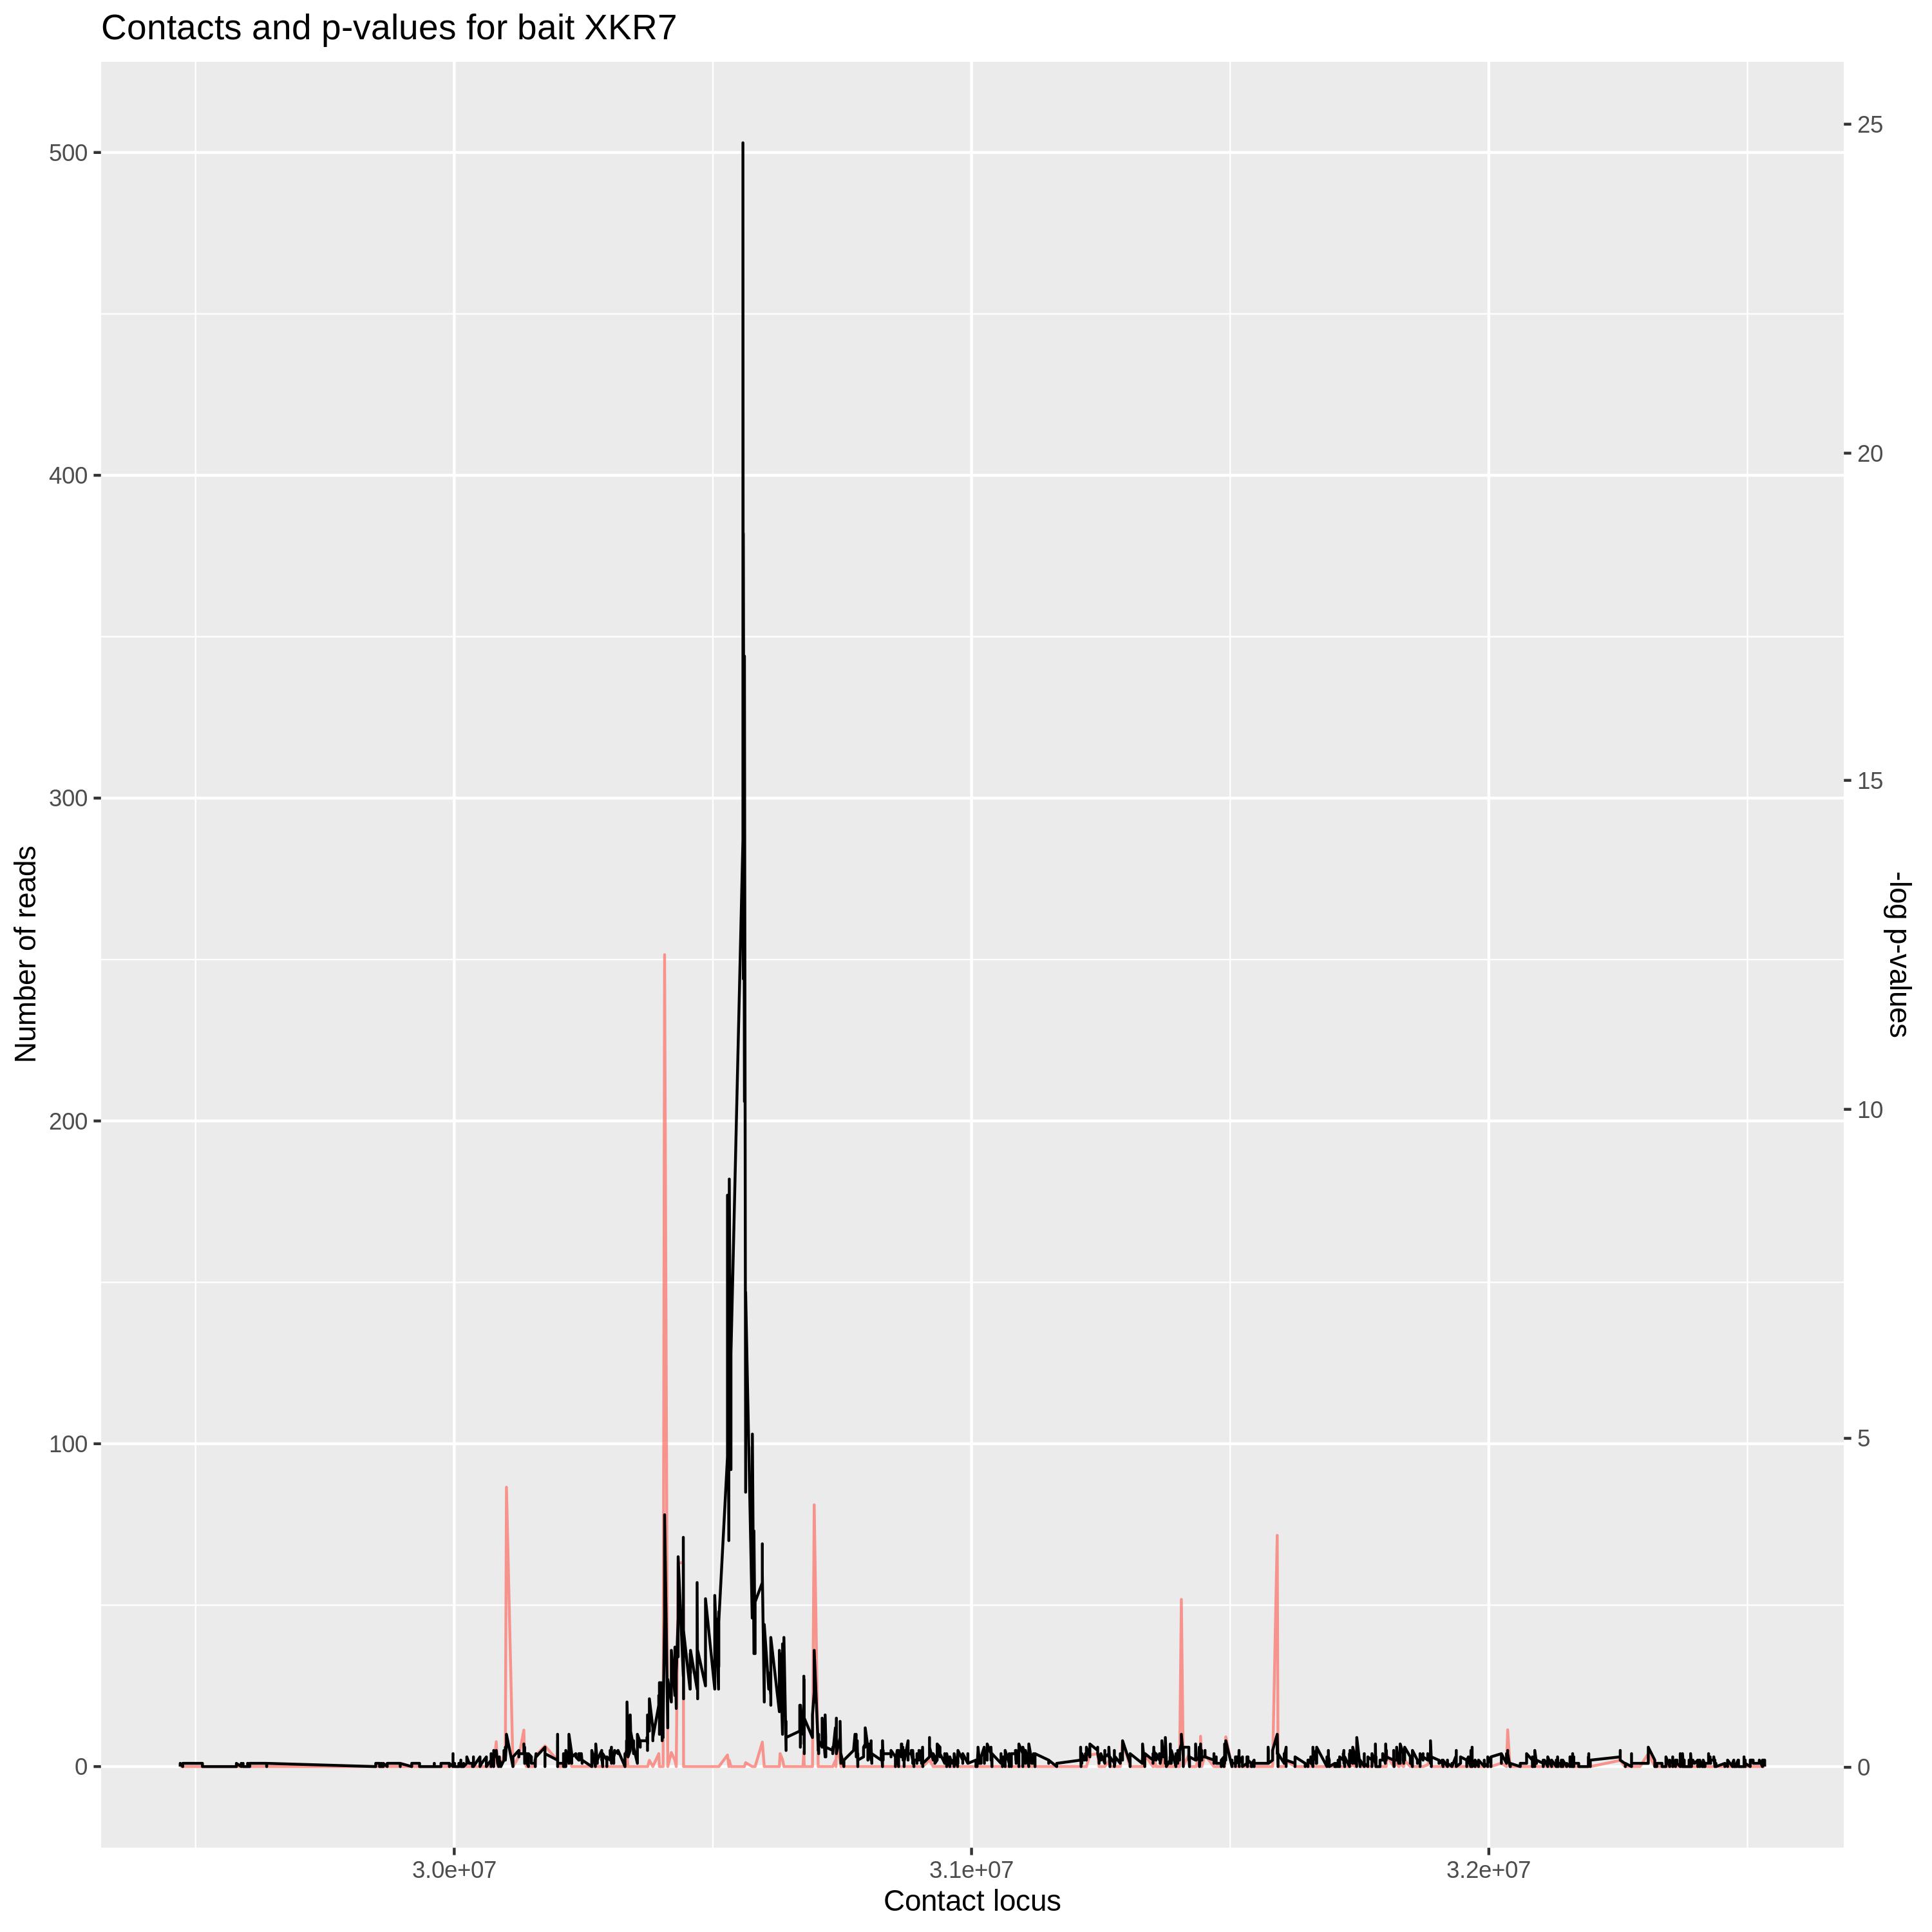 Contacts and p-values for bait XKR7
500
400
300
200
100
0
Number of reads
25
20
15
10
5
0
-log p-values
3.0e+07
3.1e+07
3.2e+07
Contact locus